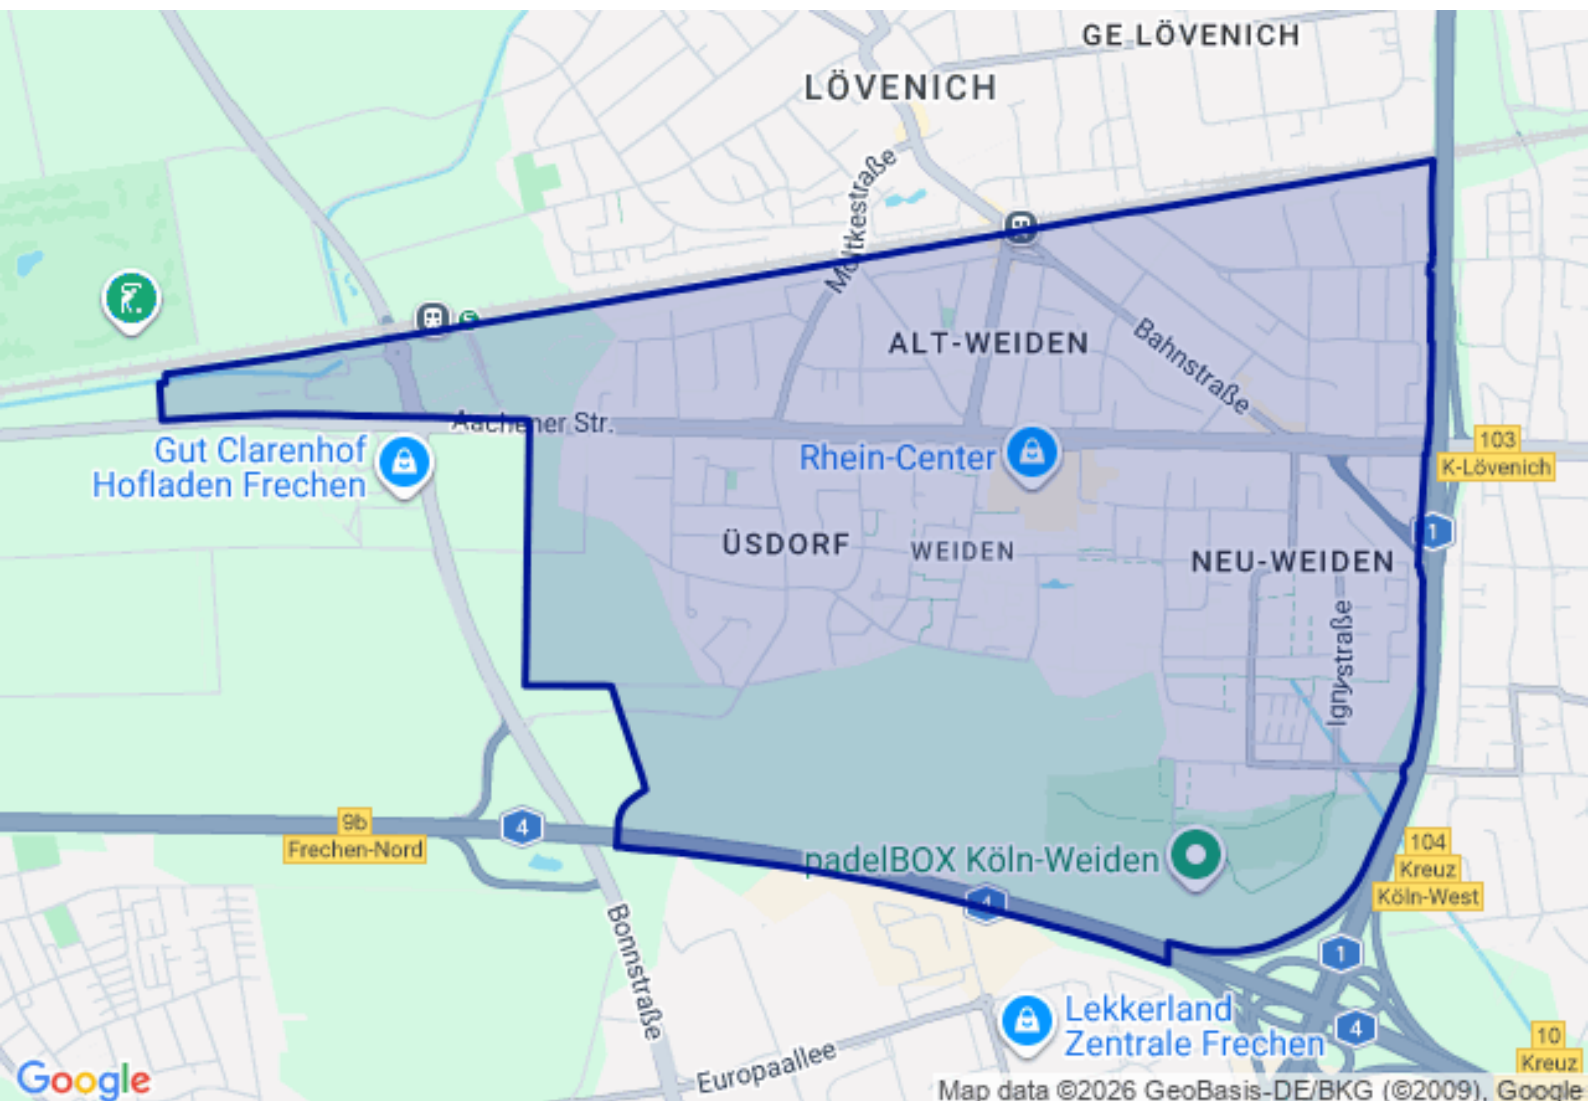 GE LÖVENICH
LÖVENICH
Moltkestraße
ALT-WEIDEN
Bahnstraße
Aachener Str.
Gut Clarenhof
Hofladen Frechen
Rhein-Center
103
K-Lövenich
1
ÜSDORF
WEIDEN
NEU-WEIDEN
Ignystraße
9b
Frechen-Nord
4
padelBOX Köln-Weiden
104
Kreuz
Köln-West
4
Bonnstraße
1
Lekkerland
Zentrale Frechen
4
10
Kreuz
Europaallee
Google
Map data ©2026 GeoBasis-DE/BKG (©2009), Google